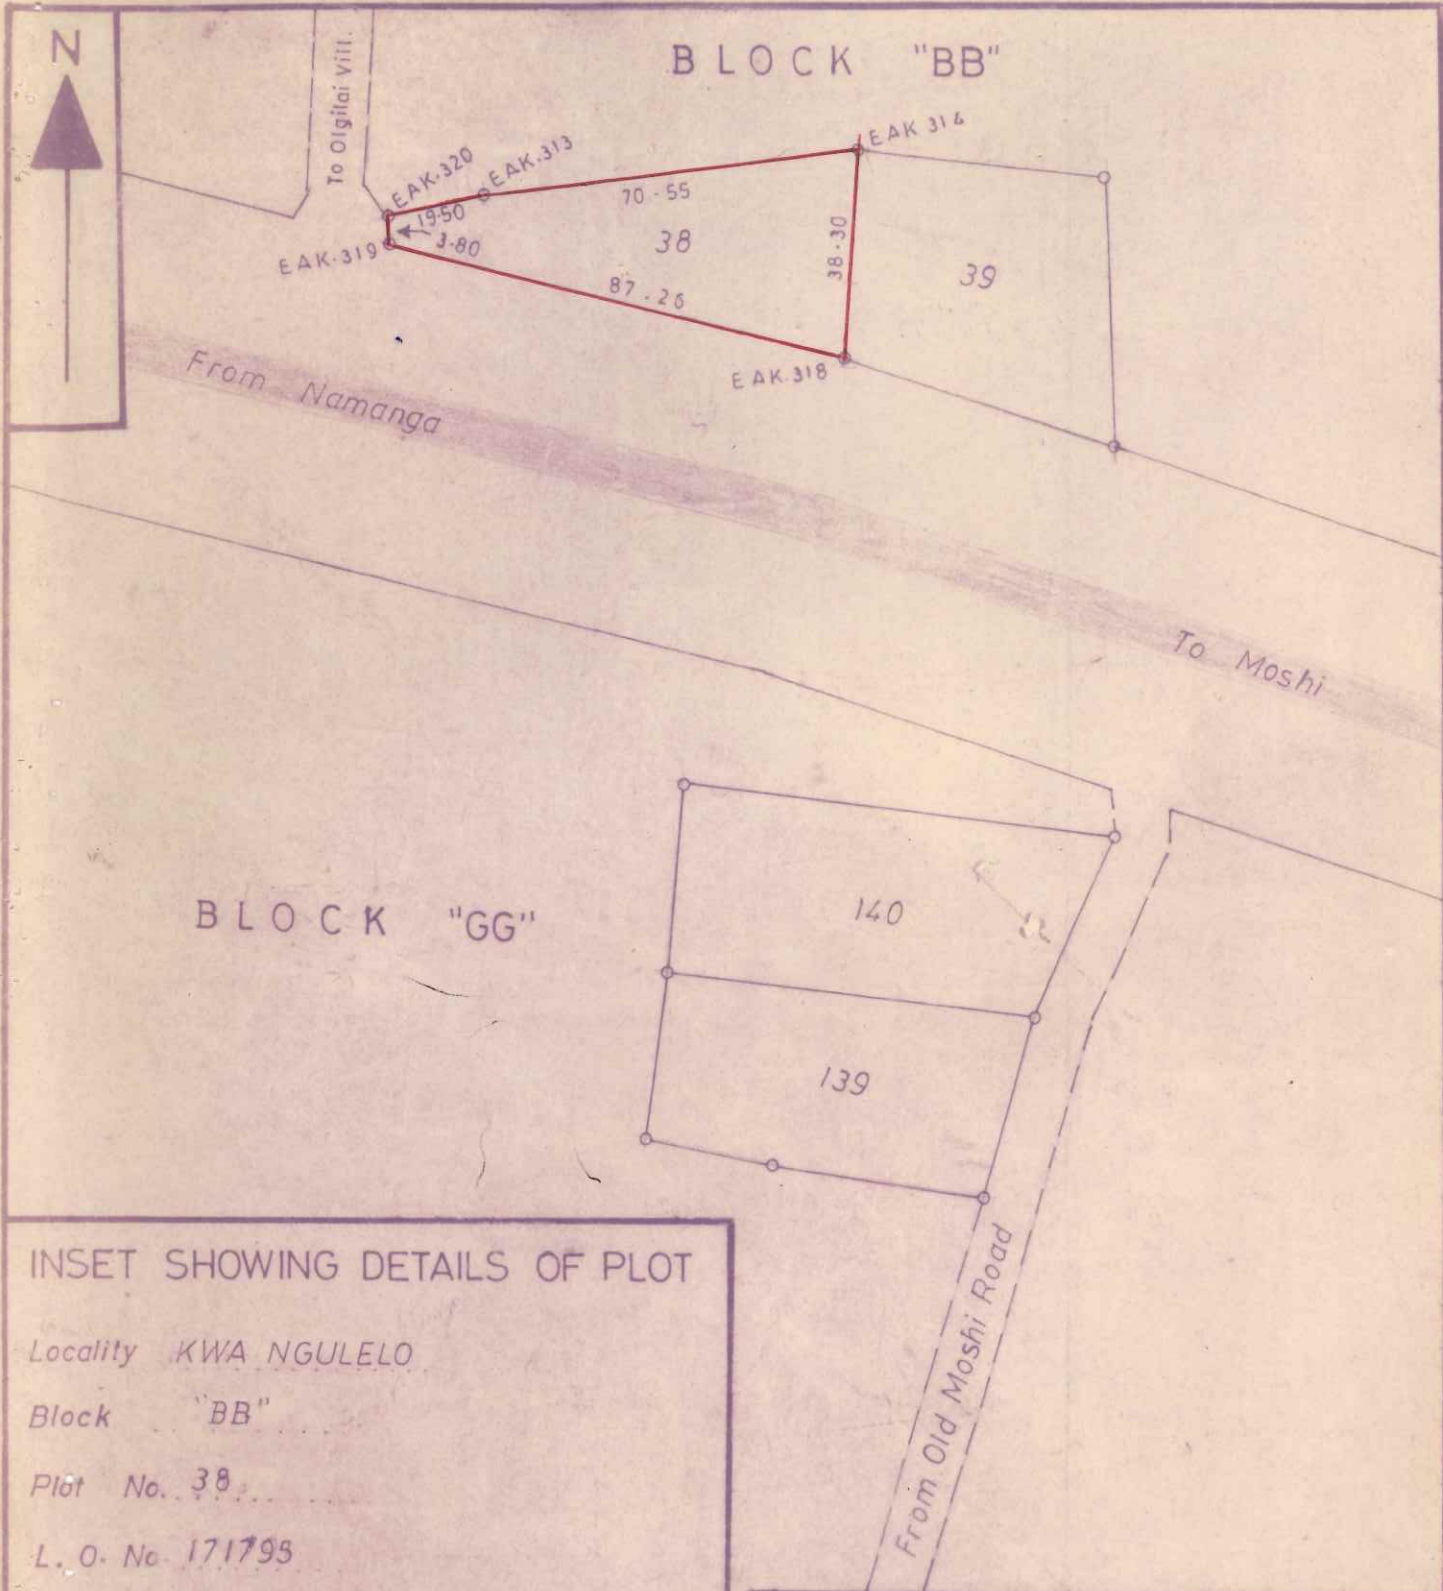 N
BLOCK "BB"
To Olgilai Vill.
EAK.320
EAK.313
EAK 314
19.50
70.55
3.80
38
38.30
39
EAK.319
87.26
EAK.318
From Namanga
To Moshi
BLOCK "GG"
140
139
From Old Moshi Road
INSET SHOWING DETAILS OF PLOT
Locality KWA NGULELO
Block "BB"
Plot No. 38
L. O. No